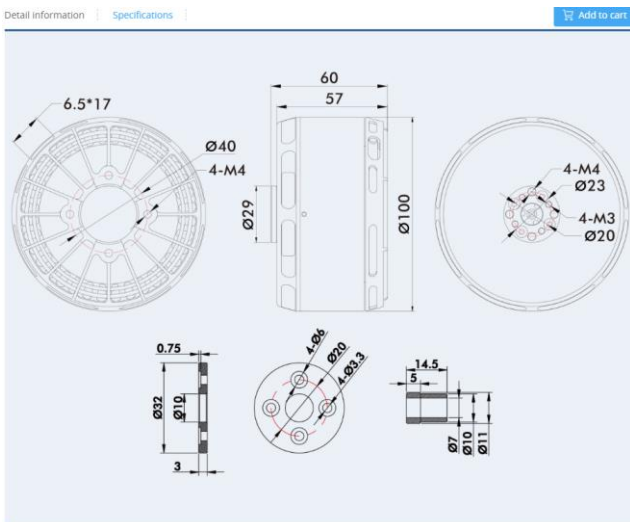 Detail information
Specifications
Add to cart
60
57
6.5*17
Ø40
4-M4
Ø29
Ø100
4-M4
Ø23
4-M3
Ø20
0.75
Ø32
Ø10
3
4-Ø6
Ø20
4-Ø3.3
14.5
5
Ø7
Ø10
Ø11